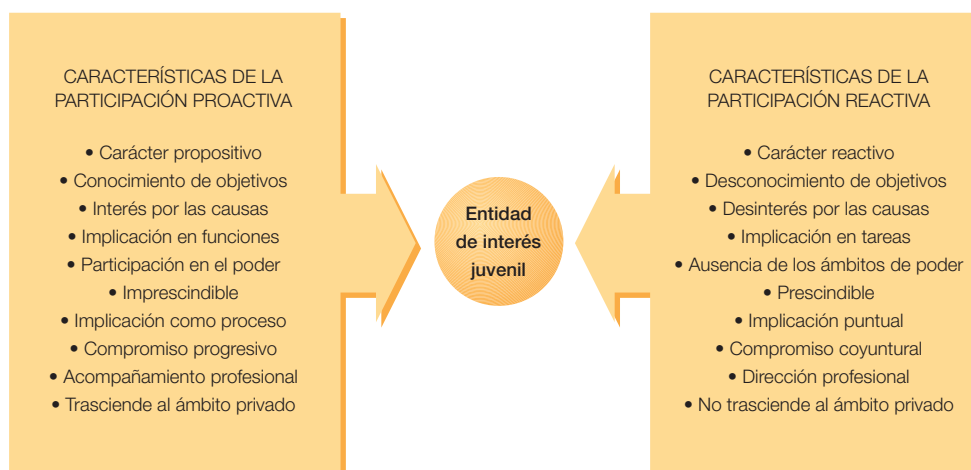 CARACTERÍSTICAS DE LA
PARTICIPACIÓN PROACTIVA
• Carácter propositivo
• Conocimiento de objetivos
• Interés por las causas
• Implicación en funciones
• Participación en el poder
• Imprescindible
• Implicación como proceso
• Compromiso progresivo
• Acompañamiento profesional
• Trasciende al ámbito privado
Entidad
de interés
juvenil
CARACTERÍSTICAS DE LA
PARTICIPACIÓN REACTIVA
• Carácter reactivo
• Desconocimiento de objetivos
• Desinterés por las causas
• Implicación en tareas
• Ausencia de los ámbitos de poder
• Prescindible
• Implicación puntual
• Compromiso coyuntural
• Dirección profesional
• No trasciende al ámbito privado